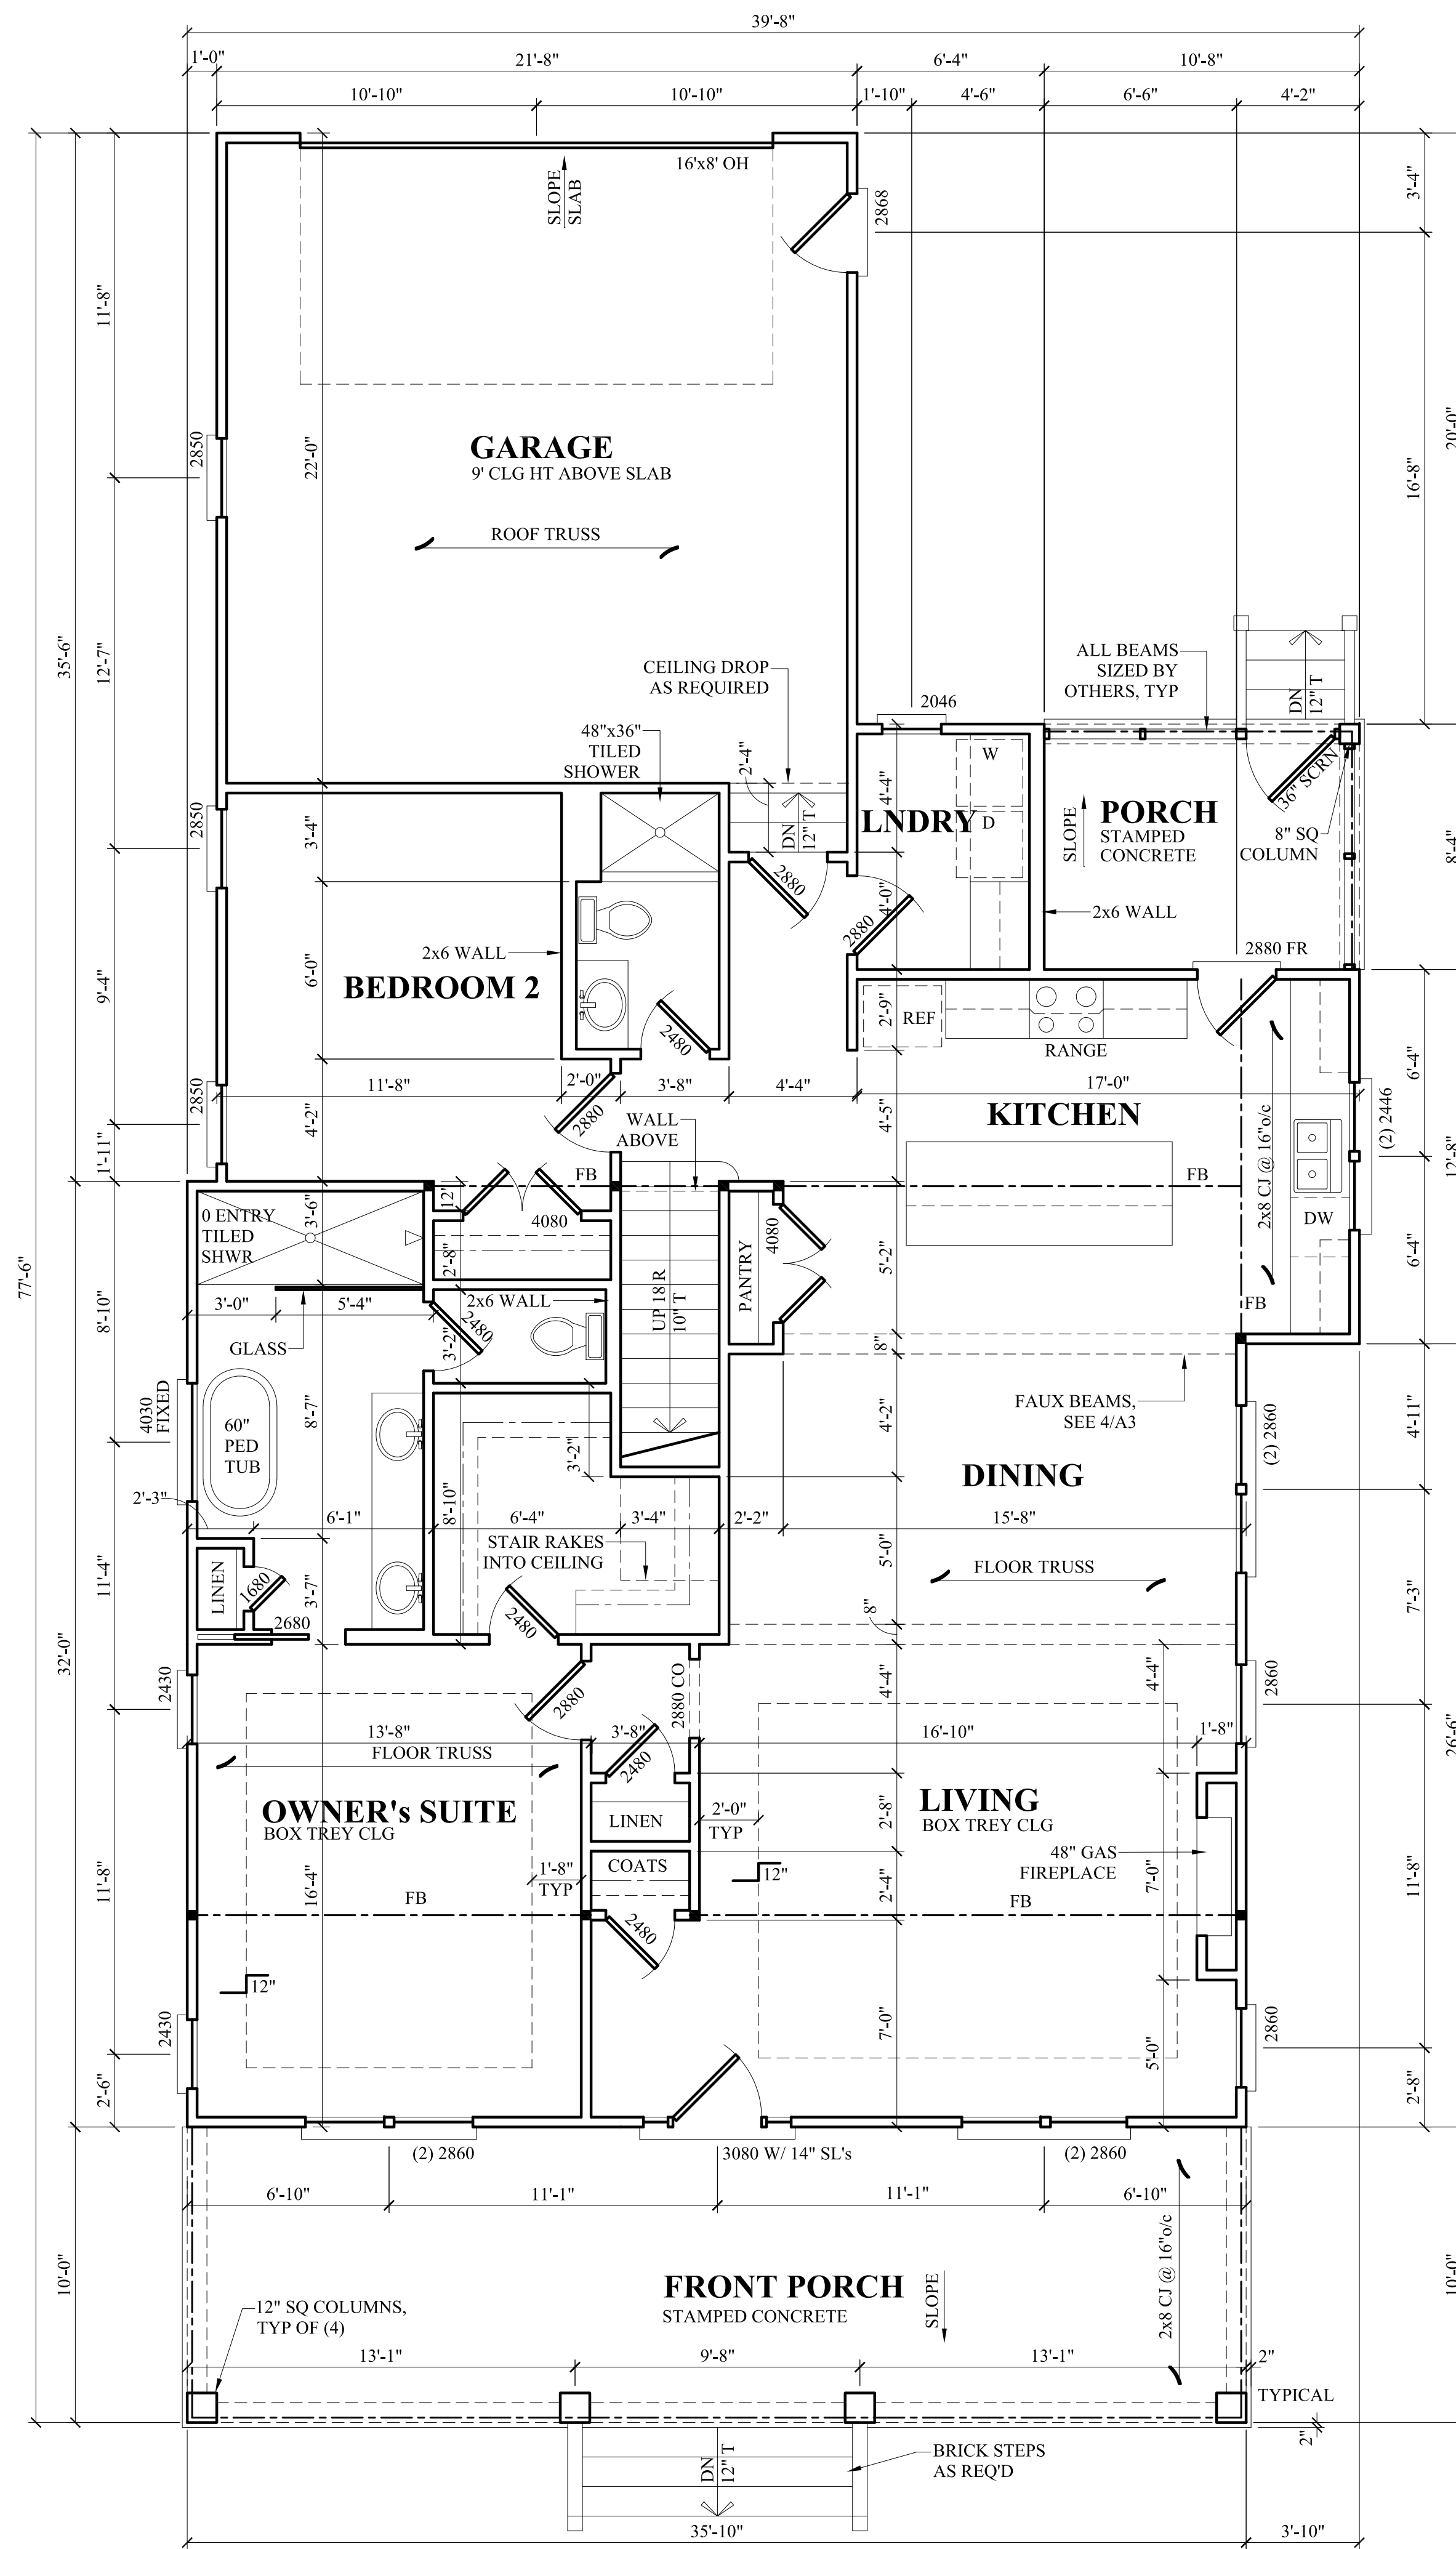 39'-8"
1'-0"
21'-8"
6'-4"
10'-8"
10'-10"
10'-10"
1'-10"
4'-6"
6'-6"
4'-2"
16'x8' OH
SLOPE
SLAB
2868
3'-4"
11'-8"
2850
22'-0"
GARAGE
9' CLG HT ABOVE SLAB
ROOF TRUSS
16'-8"
20'-0"
35'-6"
12'-7"
CEILING DROP
AS REQUIRED
ALL BEAMS
SIZED BY
OTHERS, TYP
DN
12" T
2046
48"x36"
TILED
SHOWER
2'-4"
4'-4"
W
D
LNDRY
36" SCRN
PORCH
STAMPED
CONCRETE
SLOPE
8" SQ
COLUMN
8'-4"
2850
3'-4"
DN
12" T
2880
4'-0"
2880
2x6 WALL
2x6 WALL
2880 FR
9'-4"
6'-0"
BEDROOM 2
2480
2'-9"
REF
RANGE
6'-4"
2850
11'-8"
2'-0"
3'-8"
4'-4"
17'-0"
2880
4'-2"
WALL
ABOVE
4'-5"
KITCHEN
2x8 CJ @ 16"o/c
(2) 2446
12'-8"
1'-11"
FB
FB
12"
4080
3'-6"
0 ENTRY
TILED
SHWR
2'-8"
UP 18 R
10" T
PANTRY
4080
5'-2"
DW
6'-4"
77'-6"
8'-10"
3'-0"
5'-4"
2x6 WALL
2480
3'-2"
GLASS
8"
FB
4030
FIXED
60"
PED
TUB
8'-7"
3'-2"
4'-2"
FAUX BEAMS,
SEE 4/A3
(2) 2860
4'-11"
DINING
2'-3"
6'-1"
8'-10"
6'-4"
3'-4"
2'-2"
15'-8"
STAIR RAKES
INTO CEILING
5'-0"
FLOOR TRUSS
11'-4"
LINEN
1680
3'-7"
2680
2480
8"
7'-3"
32'-0"
2430
2880
2880 CO
4'-4"
4'-4"
2860
13'-8"
3'-8"
16'-10"
1'-8"
26'-6"
FLOOR TRUSS
2480
OWNER's SUITE
BOX TREY CLG
LINEN
2'-0"
TYP
2'-8"
LIVING
BOX TREY CLG
48" GAS
FIREPLACE
11'-8"
1'-8"
TYP
COATS
12"
2'-4"
7'-0"
11'-8"
16'-4"
FB
FB
2480
12"
2430
7'-0"
5'-0"
2860
2'-6"
2'-8"
(2) 2860
3080 W/ 14" SL's
(2) 2860
6'-10"
11'-1"
11'-1"
6'-10"
10'-0"
FRONT PORCH
STAMPED CONCRETE
SLOPE
2x8 CJ @ 16"o/c
10'-0"
12" SQ COLUMNS,
TYP OF (4)
13'-1"
9'-8"
13'-1"
2"
TYPICAL
2"
DN
12" T
BRICK STEPS
AS REQ'D
35'-10"
3'-10"